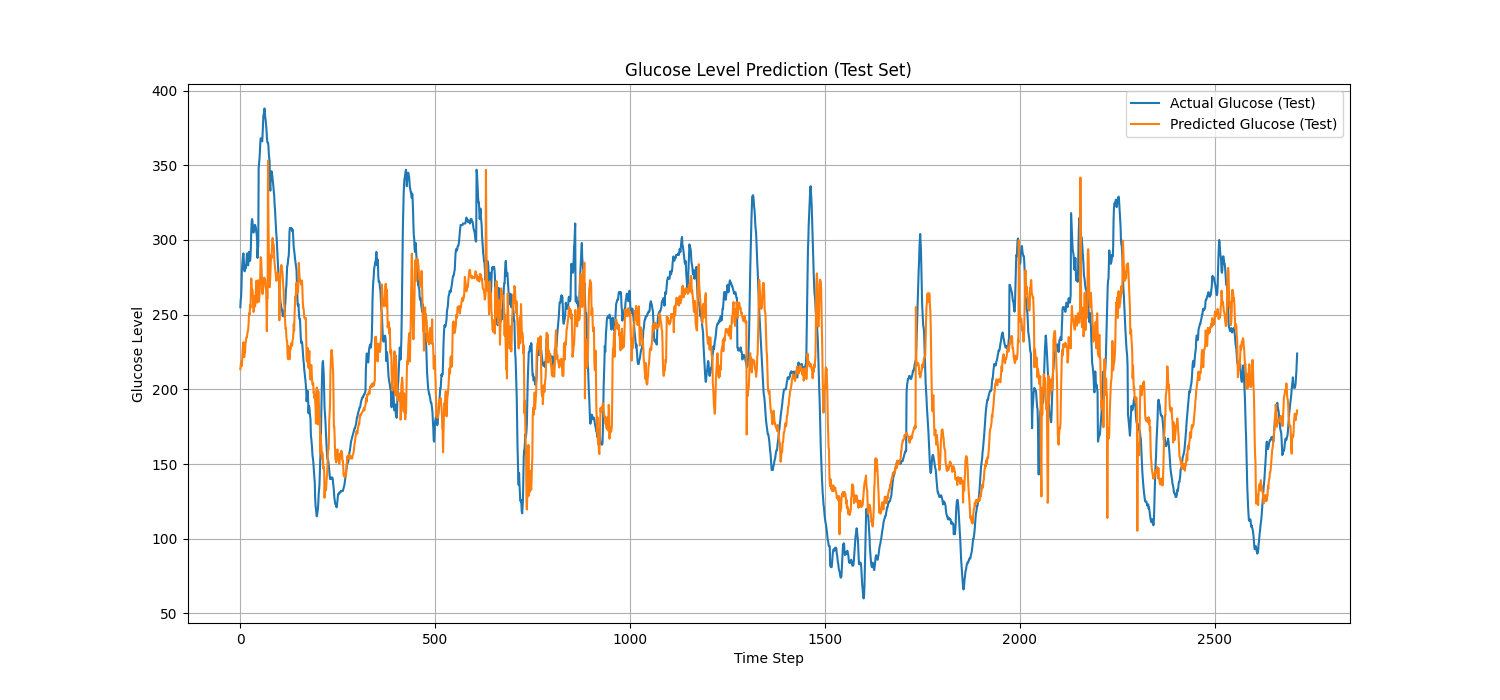 Glucose Level Prediction (Test Set)
Actual Glucose (Test)
Predicted Glucose (Test)
Glucose Level
400
350
300
250
200
150
100
50
0
500
1000
1500
2000
2500
Time Step